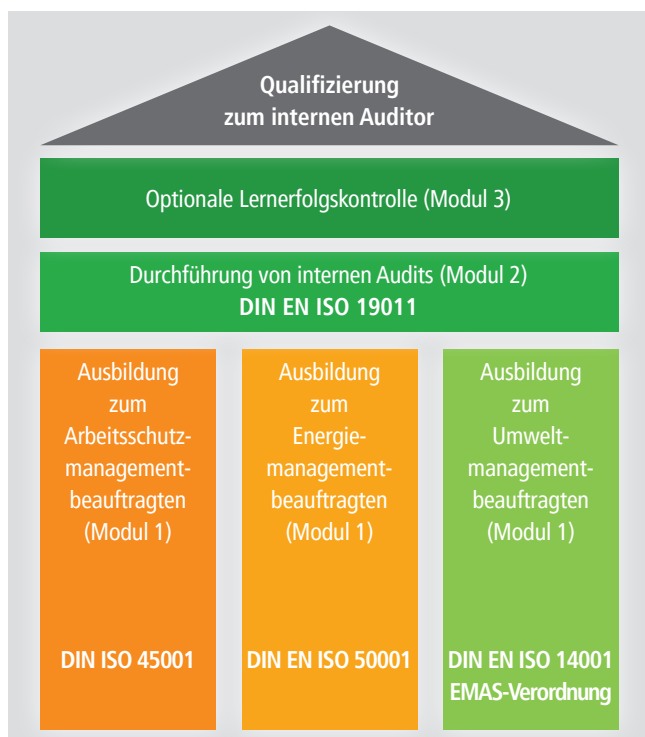 Qualifizierung
zum internen Auditor
Optionale Lernerfolgskontrolle (Modul 3)
Durchführung von internen Audits (Modul 2)
DIN EN ISO 19011
Ausbildung
zum
Arbeitsschutz-
management-
beauftragten
(Modul 1)
DIN ISO 45001
Ausbildung
zum
Energie-
management-
beauftragten
(Modul 1)
DIN EN ISO 50001
Ausbildung
zum
Umwelt-
management-
beauftragten
(Modul 1)
DIN EN ISO 14001
EMAS-Verordnung